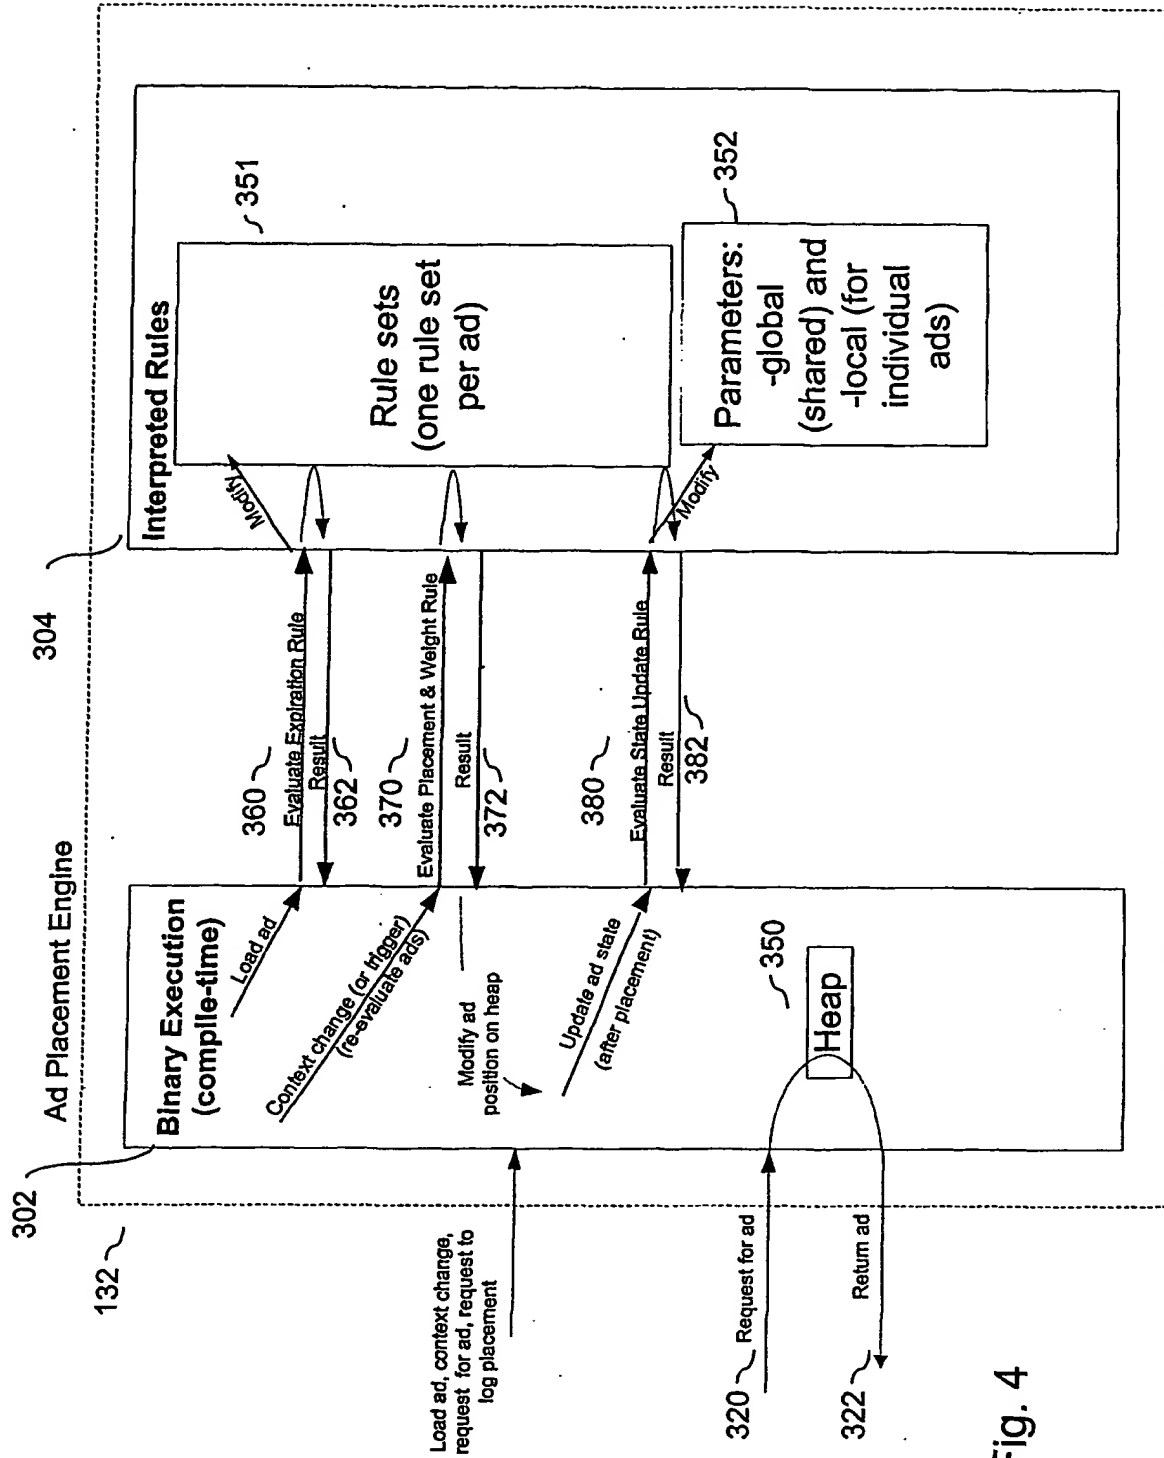 Ad Placement Engine
132
302
304
Binary Execution
(compile-time)
Load ad
Context change (or trigger)
(re-evaluate ads)
Modify ad
position on heap
Update ad state
(after placement)
350
Heap
Load ad, context change,
request for ad, request to
log placement
320
Request for ad
322
Return ad
360
Evaluate Expiration Rule
Result
362
370
Evaluate Placement & Weight Rule
Result
372
380
Evaluate State Update Rule
Result
382
Interpreted Rules
Modify
351
Rule sets
(one rule set
per ad)
Modify
352
Parameters:
-global
(shared) and
-local (for
individual
ads)
Fig. 4